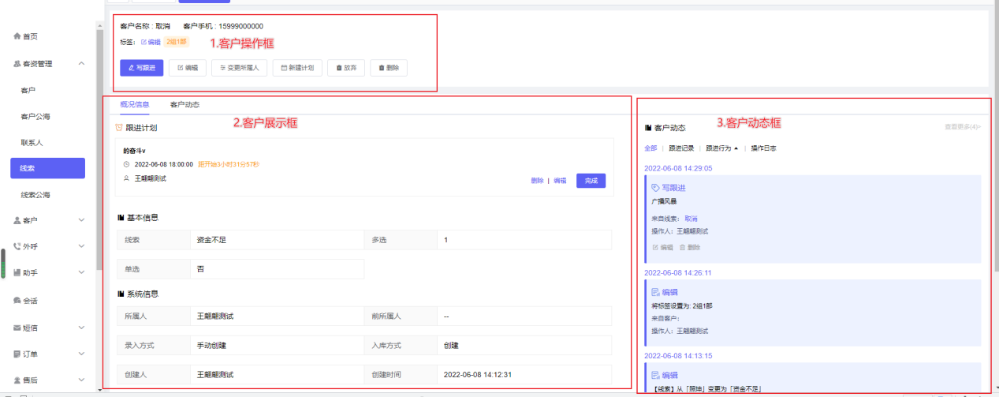 首页
客资管理
客户
客户公海
联系人
线索
线索公海
客户
外呼
助手
会话
短信
订单
售后
客户名称 : 取消 客户手机 : 15999000000
标签: 编辑 2组1部
1.客户操作框
写跟进 编辑 变更所属人 新建计划 放弃 删除
概况信息 客户动态
2.客户展示框
跟进计划
的奋斗v
2022-06-08 18:00:00 距开始3小时31分57秒
王翩翩测试
删除 | 编辑 完成
基本信息
线索 资金不足 多选 1
单选 否
系统信息
所属人 王翩翩测试 前所属人 --
录入方式 手动创建 入库方式 创建
创建人 王翩翩测试 创建时间 2022-06-08 14:12:31
客户动态 3.客户动态框 查看更多(4)>
全部 | 跟进记录 | 跟进行为 | 操作日志
2022-06-08 14:29:05
写跟进
广播风暴
来自线索: 取消
操作人: 王翩翩测试
编辑 删除
2022-06-08 14:26:11
编辑
将标签设置为: 2组1部
来自客户:
操作人: 王翩翩测试
2022-06-08 14:13:15
编辑
【线索】从「照坤」变更为「资金不足」